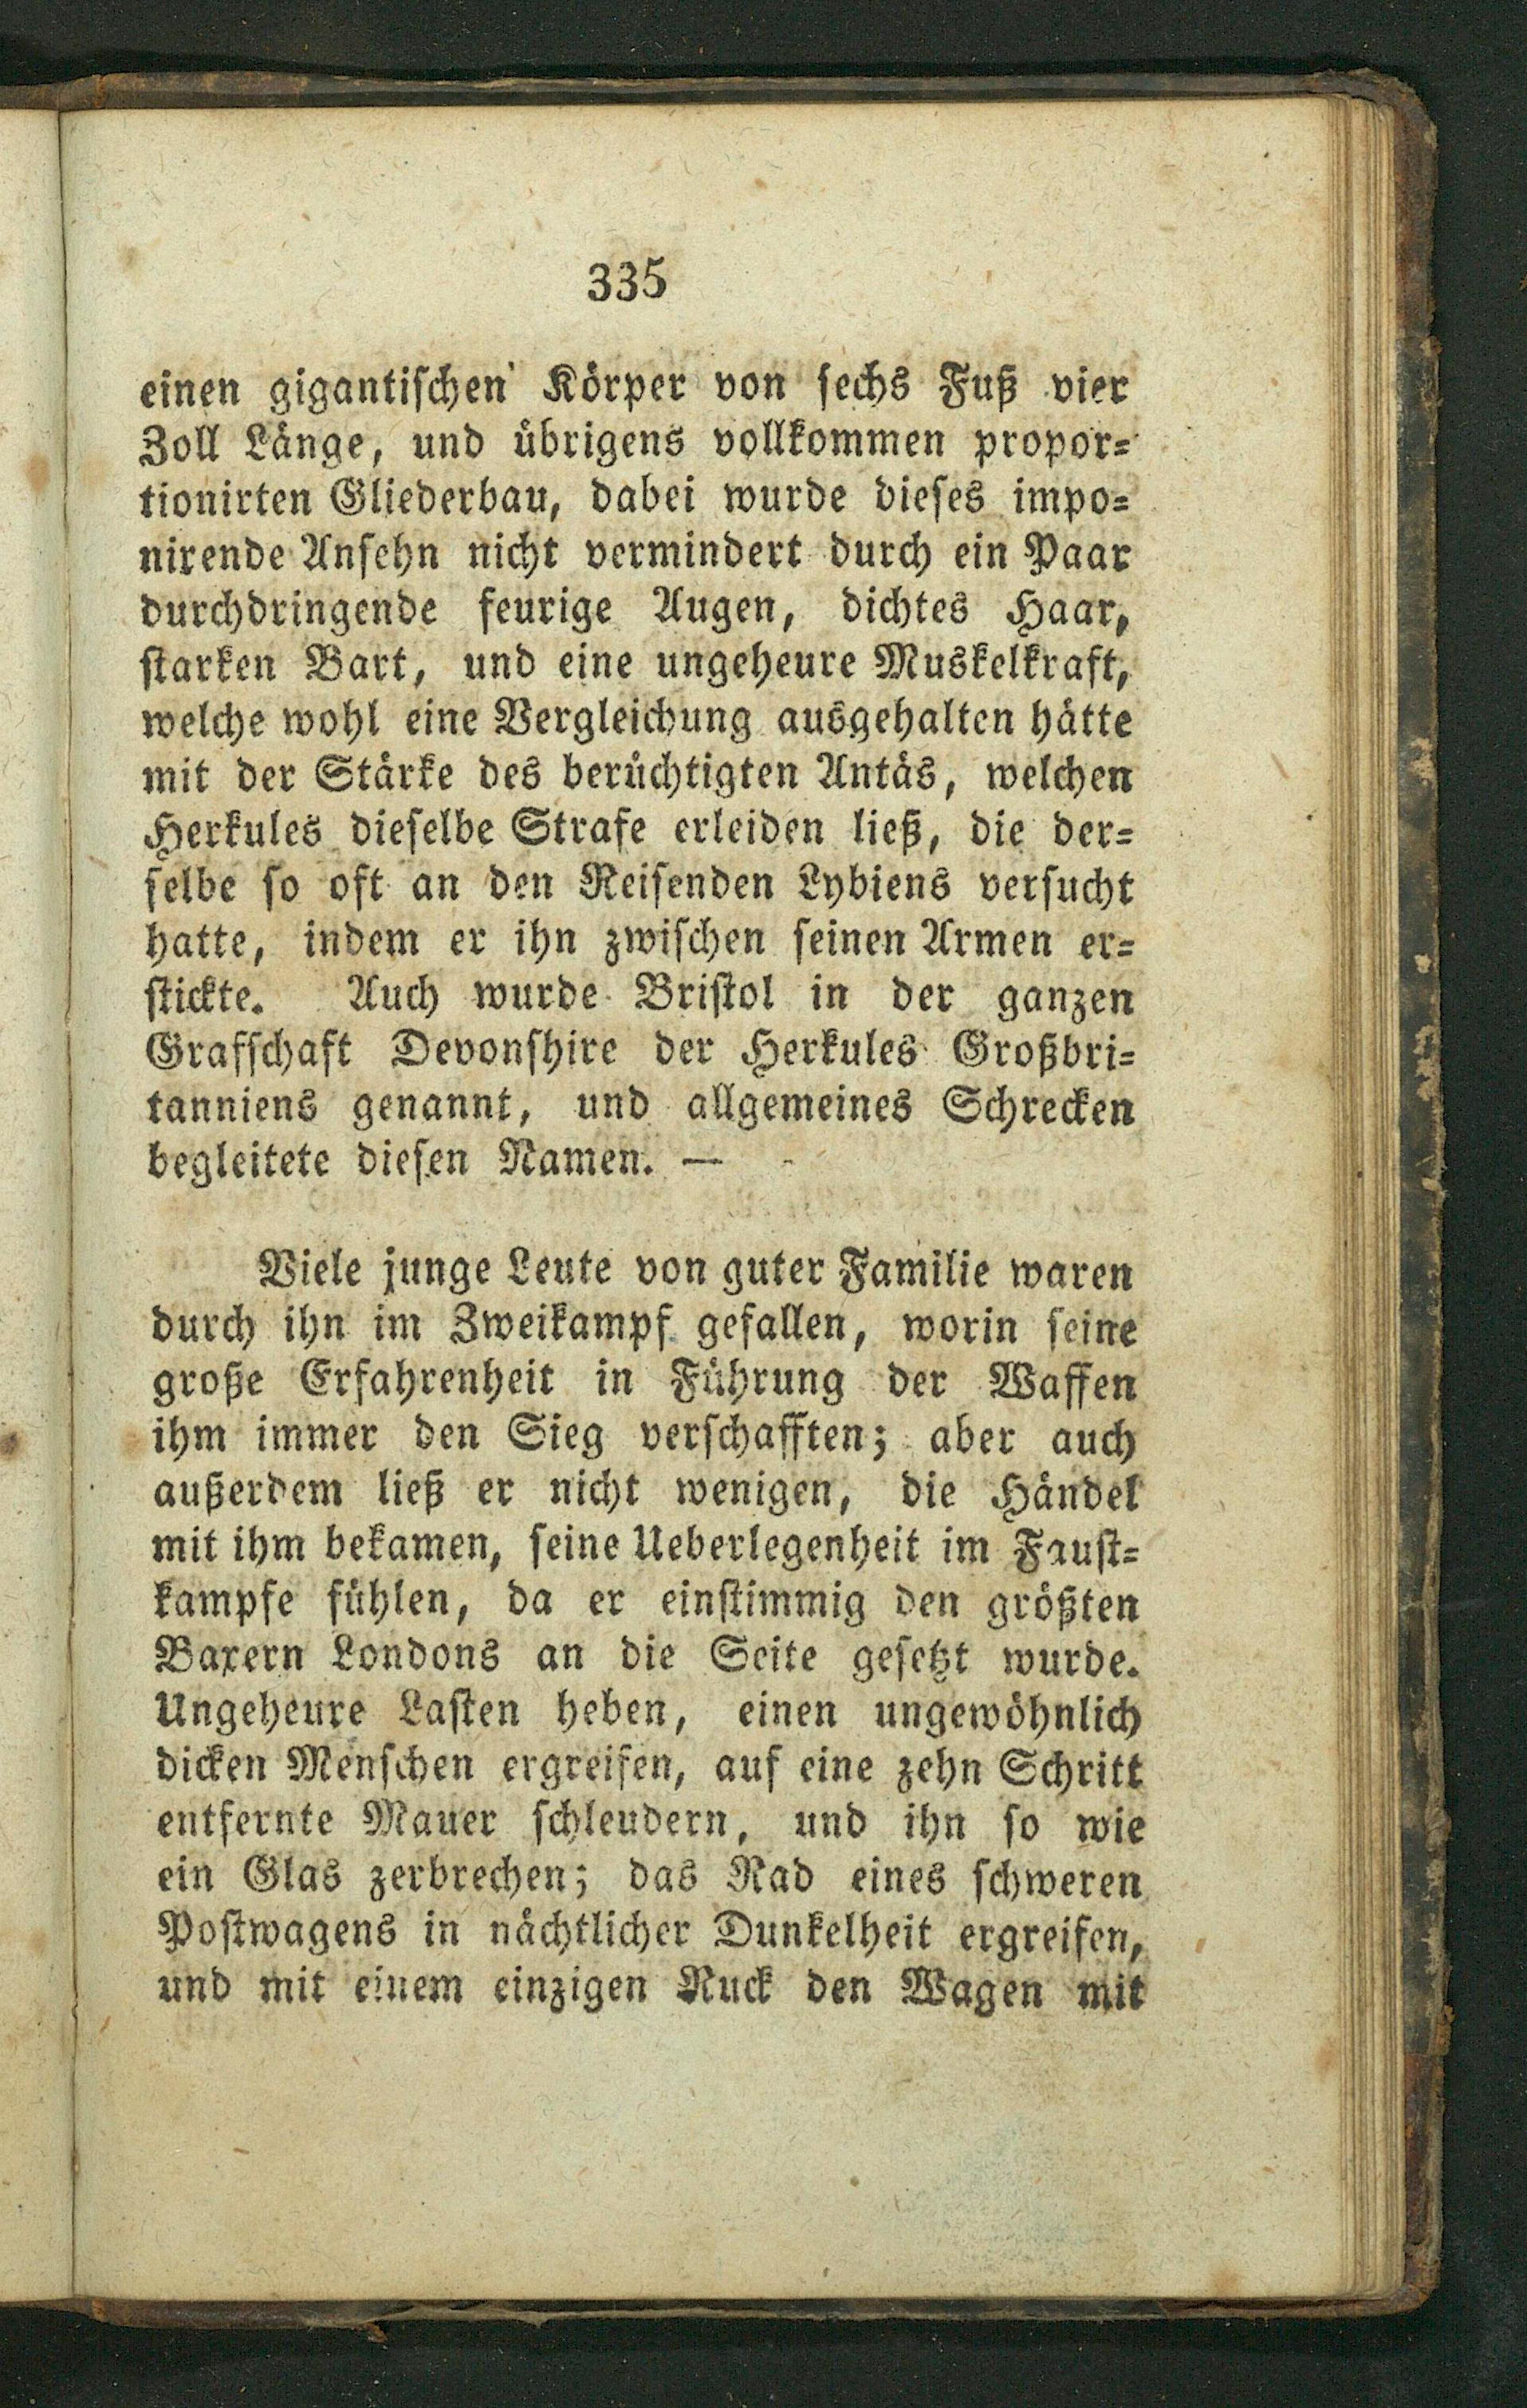 335
einen gigantischen Körper von sechs Fuß vier
Zoll Länge, und übrigens vollkommen propor=
tionirten Gliederbau, dabei wurde dieses impo=
nirende Ansehn nicht vermindert durch ein Paar
durchdringende feurige Augen, dichtes Haar,
starken Bart, und eine ungeheure Muskelkraft,
welche wohl eine Vergleichung ausgehalten hätte
mit der Stärke des berüchtigten Antäs, welchen
Herkules dieselbe Strafe erleiden ließ, die der=
selbe so oft an den Reisenden Lybiens versucht
hatte, indem er ihn zwischen seinen Armen er=
stickte. Auch wurde Bristol in der ganzen
Grafschaft Devonshire der Herkules Großbri=
tanniens genannt, und allgemeines Schrecken
begleitete diesen Namen. —
Viele junge Leute von guter Familie waren
durch ihn im Zweikampf gefallen, worin seine
große Erfahrenheit in Führung der Waffen
ihm immer den Sieg verschafften; aber auch
außerdem ließ er nicht wenigen, die Händel
mit ihm bekamen, seine Ueberlegenheit im Faust=
kampfe fühlen, da er einstimmig den größten
Baxern Londons an die Seite gesetzt wurde.
Ungeheure Lasten heben, einen ungewöhnlich
dicken Menschen ergreifen, auf eine zehn Schritt
entfernte Mauer schleudern, und ihn so wie
ein Glas zerbrechen; das Rad eines schweren
Postwagens in nächtlicher Dunkelheit ergreifen,
und mit einem einzigen Ruck den Wagen mit